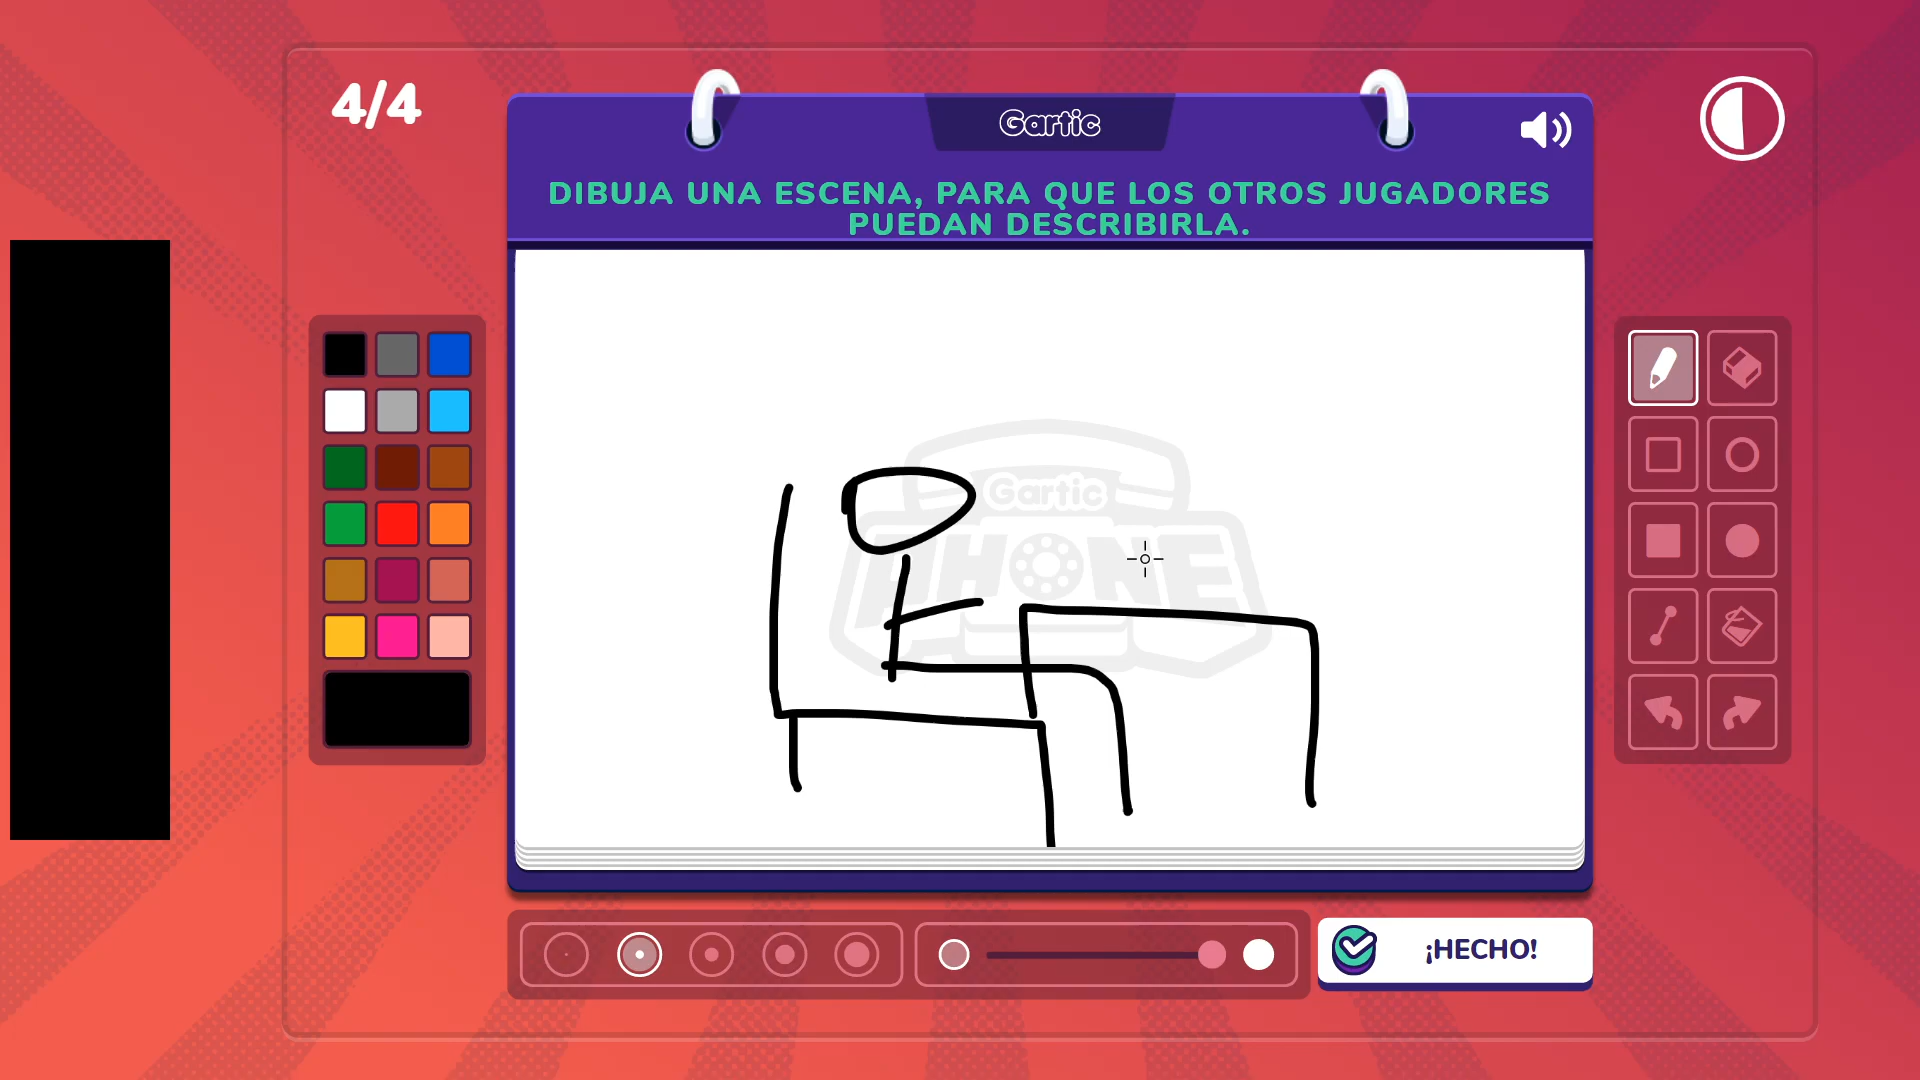 4/4
Gartic
DIBUJA UNA ESCENA, PARA QUE LOS OTROS JUGADORES
PUEDAN DESCRIBIRLA.
Gartic
PHONE
¡HECHO!